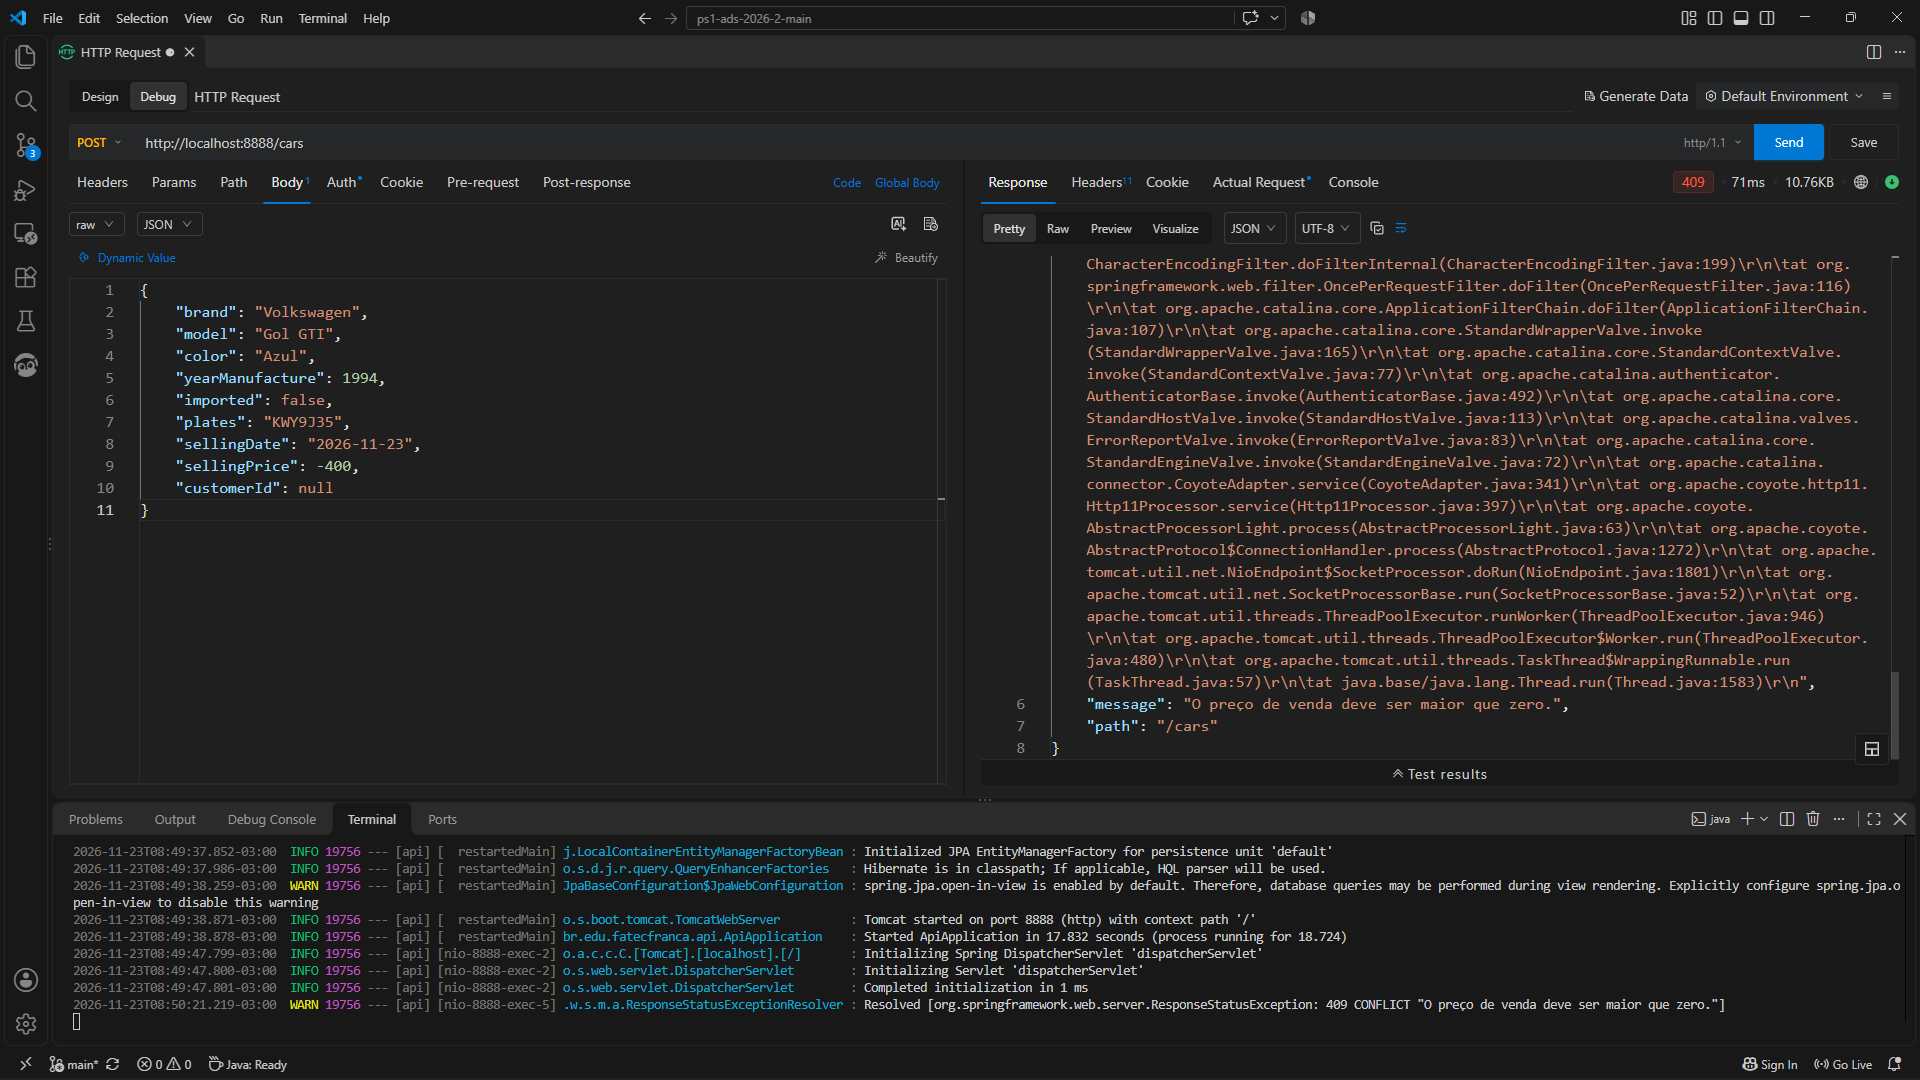 File Edit Selection View Go Run Terminal Help
ps1-ads-2026-2-main
HTTP HTTP Request
Design Debug HTTP Request
Generate Data Default Environment
POST http://localhost:8888/cars http/1.1 Send Save
Headers Params Path Body 1 Auth Cookie Pre-request Post-response Code Global Body
raw JSON
Dynamic Value Beautify
1 {
2 "brand": "Volkswagen",
3 "model": "Gol GTI",
4 "color": "Azul",
5 "yearManufacture": 1994,
6 "imported": false,
7 "plates": "KWY9J35",
8 "sellingDate": "2026-11-23",
9 "sellingPrice": -400,
10 "customerId": null
11 }
Response Headers 11 Cookie Actual Request Console 409 71ms 10.76KB
Pretty Raw Preview Visualize JSON UTF-8
CharacterEncodingFilter.doFilterInternal(CharacterEncodingFilter.java:199)\r\n\tat org.
springframework.web.filter.OncePerRequestFilter.doFilter(OncePerRequestFilter.java:116)
\r\n\tat org.apache.catalina.core.ApplicationFilterChain.doFilter(ApplicationFilterChain.
java:107)\r\n\tat org.apache.catalina.core.StandardWrapperValve.invoke
(StandardWrapperValve.java:165)\r\n\tat org.apache.catalina.core.StandardContextValve.
invoke(StandardContextValve.java:77)\r\n\tat org.apache.catalina.authenticator.
AuthenticatorBase.invoke(AuthenticatorBase.java:492)\r\n\tat org.apache.catalina.core.
StandardHostValve.invoke(StandardHostValve.java:113)\r\n\tat org.apache.catalina.valves.
ErrorReportValve.invoke(ErrorReportValve.java:83)\r\n\tat org.apache.catalina.core.
StandardEngineValve.invoke(StandardEngineValve.java:72)\r\n\tat org.apache.catalina.
connector.CoyoteAdapter.service(CoyoteAdapter.java:341)\r\n\tat org.apache.coyote.http11.
Http11Processor.service(Http11Processor.java:397)\r\n\tat org.apache.coyote.
AbstractProcessorLight.process(AbstractProcessorLight.java:63)\r\n\tat org.apache.coyote.
AbstractProtocol$ConnectionHandler.process(AbstractProtocol.java:1272)\r\n\tat org.apache.
tomcat.util.net.NioEndpoint$SocketProcessor.doRun(NioEndpoint.java:1801)\r\n\tat org.
apache.tomcat.util.net.SocketProcessorBase.run(SocketProcessorBase.java:52)\r\n\tat org.
apache.tomcat.util.threads.ThreadPoolExecutor.runWorker(ThreadPoolExecutor.java:946)
\r\n\tat org.apache.tomcat.util.threads.ThreadPoolExecutor$Worker.run(ThreadPoolExecutor.
java:480)\r\n\tat org.apache.tomcat.util.threads.TaskThread$WrappingRunnable.run
(TaskThread.java:57)\r\n\tat java.base/java.lang.Thread.run(Thread.java:1583)\r\n",
6 "message": "O preço de venda deve ser maior que zero.",
7 "path": "/cars"
8 }
Test results
Problems Output Debug Console Terminal Ports java
2026-11-23T08:49:37.852-03:00 INFO 19756 --- [api] [ restartedMain] j.LocalContainerEntityManagerFactoryBean : Initialized JPA EntityManagerFactory for persistence unit 'default'
2026-11-23T08:49:37.986-03:00 INFO 19756 --- [api] [ restartedMain] o.s.d.j.r.query.QueryEnhancerFactories : Hibernate is in classpath; If applicable, HQL parser will be used.
2026-11-23T08:49:38.259-03:00 WARN 19756 --- [api] [ restartedMain] JpaBaseConfiguration$JpaWebConfiguration : spring.jpa.open-in-view is enabled by default. Therefore, database queries may be performed during view rendering. Explicitly configure spring.jpa.o
pen-in-view to disable this warning
2026-11-23T08:49:38.871-03:00 INFO 19756 --- [api] [ restartedMain] o.s.boot.tomcat.TomcatWebServer : Tomcat started on port 8888 (http) with context path '/'
2026-11-23T08:49:38.878-03:00 INFO 19756 --- [api] [ restartedMain] br.edu.fatecfranca.api.ApiApplication : Started ApiApplication in 17.832 seconds (process running for 18.724)
2026-11-23T08:49:47.799-03:00 INFO 19756 --- [api] [nio-8888-exec-2] o.a.c.c.C.[Tomcat].[localhost].[/] : Initializing Spring DispatcherServlet 'dispatcherServlet'
2026-11-23T08:49:47.800-03:00 INFO 19756 --- [api] [nio-8888-exec-2] o.s.web.servlet.DispatcherServlet : Initializing Servlet 'dispatcherServlet'
2026-11-23T08:49:47.801-03:00 INFO 19756 --- [api] [nio-8888-exec-2] o.s.web.servlet.DispatcherServlet : Completed initialization in 1 ms
2026-11-23T08:50:21.219-03:00 WARN 19756 --- [api] [nio-8888-exec-5] .w.s.m.a.ResponseStatusExceptionResolver : Resolved [org.springframework.web.server.ResponseStatusException: 409 CONFLICT "O preço de venda deve ser maior que zero."]
3
main* 0 0 Java: Ready Sign In Go Live